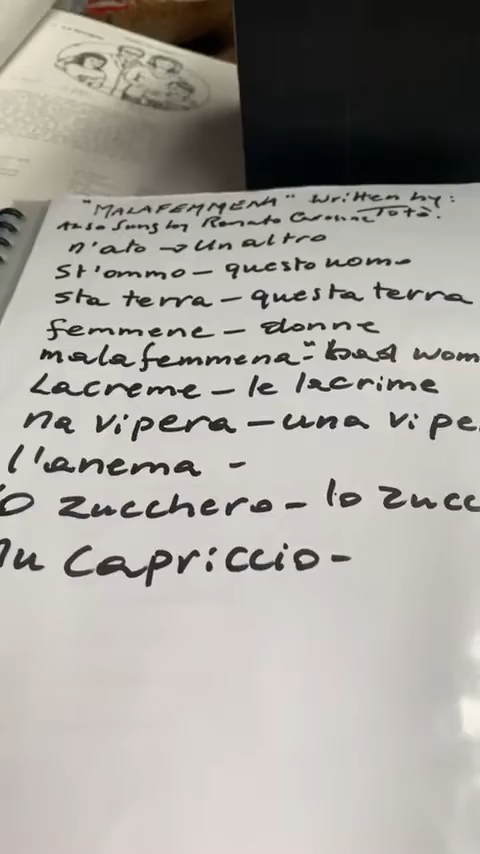 "MALAFEMMENA" Written by: Totò.
Also Sung by Renato Carosone
n'ato → un altro
St'ommo - questo uomo
sta terra - questa terra
femmene - donne
malafemmena = bad wom
Lacreme - le lacrime
na vipera - una vipe
l'anema -
'O zucchero - lo zucc
nu Capriccio -